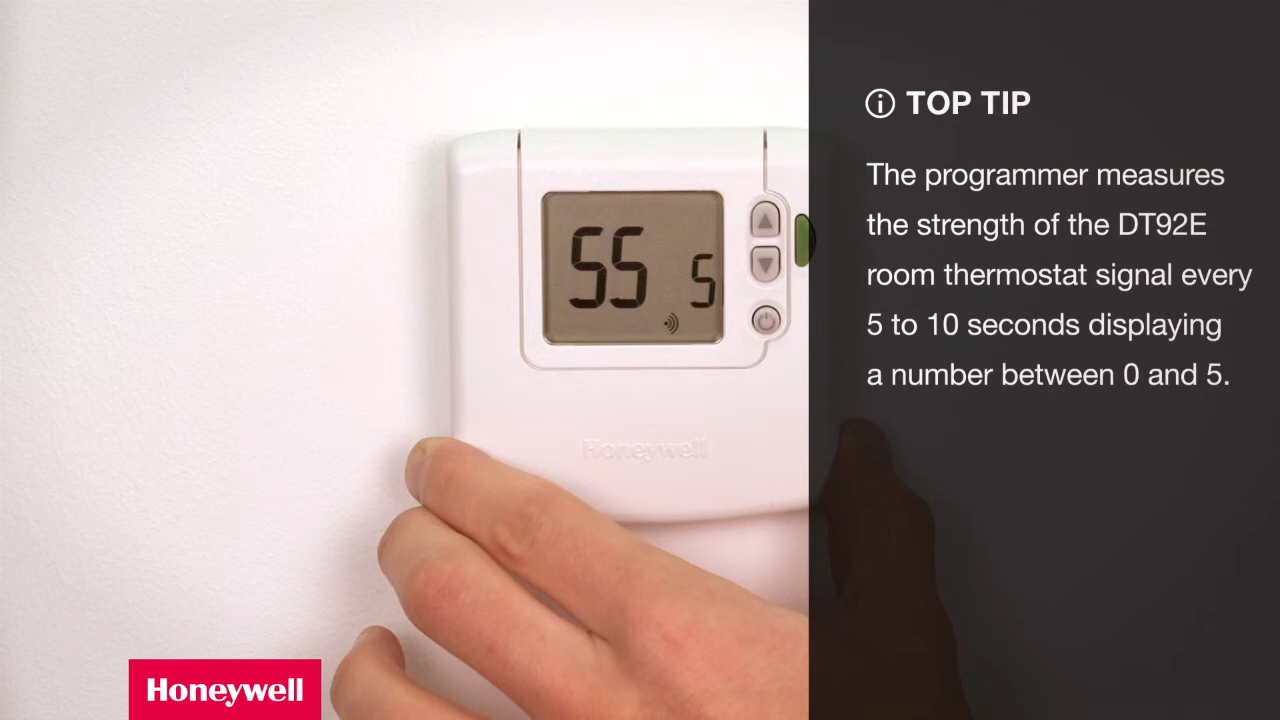 TOP TIP
The programmer measures
the strength of the DT92E
room thermostat signal every
5 to 10 seconds displaying
a number between 0 and 5.
55 5
Honeywell
Honeywell